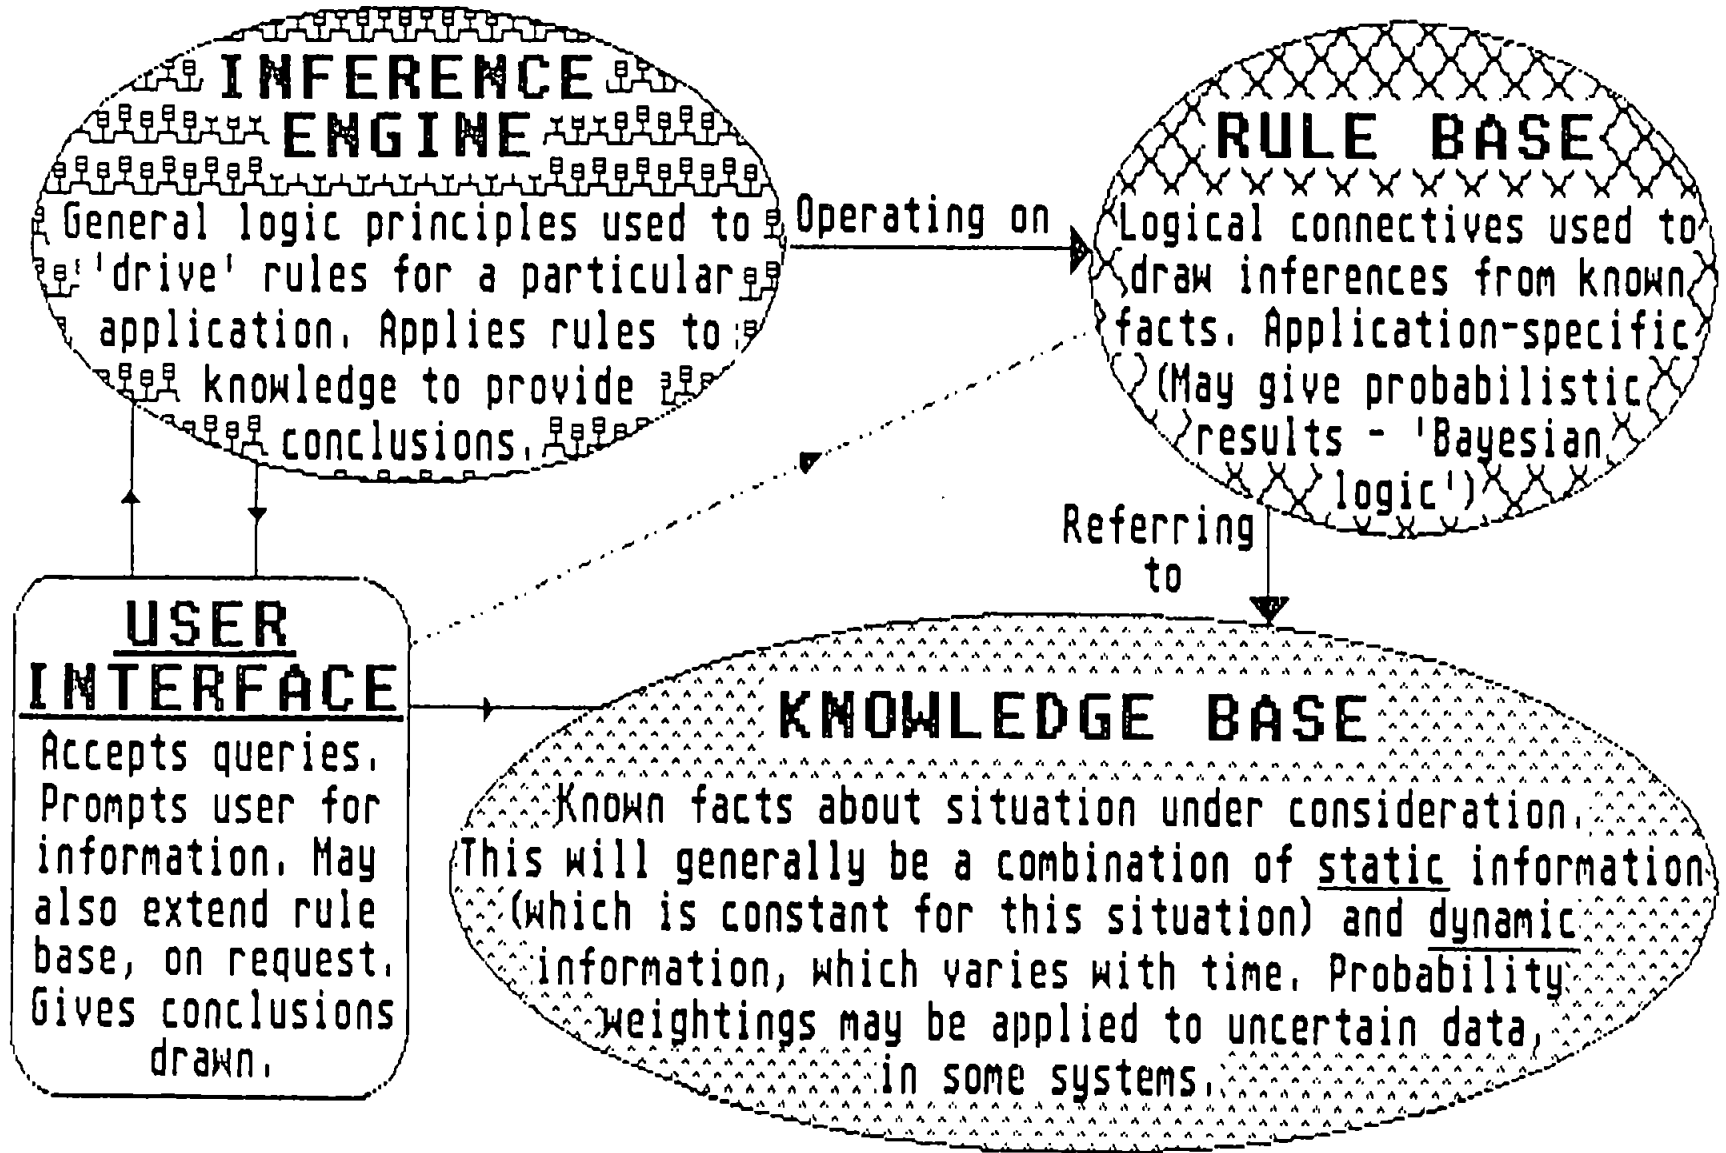 INFERENCE
ENGINE
General logic principles used to
'drive' rules for a particular
application. Applies rules to
knowledge to provide
conclusions.
Operating on
RULE BASE
Logical connectives used to
draw inferences from known
facts. Application-specific
(May give probabilistic
results - 'Bayesian
logic')
Referring
to
USER
INTERFACE
Accepts queries.
Prompts user for
information. May
also extend rule
base, on request.
Gives conclusions
drawn.
KNOWLEDGE BASE
Known facts about situation under consideration.
This will generally be a combination of static information
(which is constant for this situation) and dynamic
information, which varies with time. Probability
weightings may be applied to uncertain data,
in some systems.